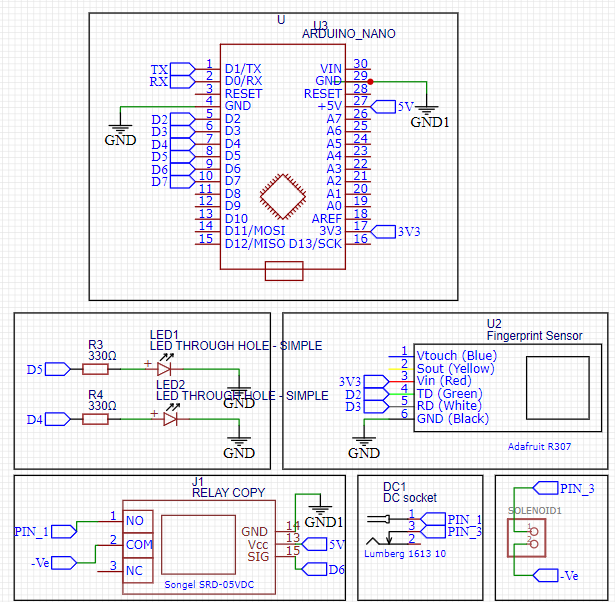 U
U3
ARDUINO_NANO
TX 1 D1/TX VIN 30
RX 2 D0/RX GND 29
3 RESET RESET 28
4 GND +5V 27 5V
D2 5 D2 A7 26
D3 6 D3 A6 25
D4 7 D4 A5 24
D5 8 D5 A4 23
D6 9 D6 A3 22
D7 10 D7 A2 21
11 D8 A1 20
12 D9 A0 19
13 D10 AREF 18
14 D11/MOSI 3V3 17 3V3
15 D12/MISO D13/SCK 16
GND
GND1
R3
330Ω
LED1
LED THROUGH HOLE - SIMPLE
D5
+
GND
R4
330Ω
LED2
LED THROUGH HOLE - SIMPLE
D4
+
GND
U2
Fingerprint Sensor
1 Vtouch (Blue)
2 Sout (Yellow)
3V3 3 Vin (Red)
D2 4 TD (Green)
D3 5 RD (White)
6 GND (Black)
GND
Adafruit R307
J1
RELAY COPY
PIN_1 1 NO
-Ve 2 COM
3 NC
GND 14 GND1
Vcc 13 5V
SIG 15 D6
Songel SRD-05VDC
DC1
DC socket
1 PIN_1
3 PIN_3
2
Lumberg 1613 10
PIN_3
SOLENOID1
1
2
-Ve